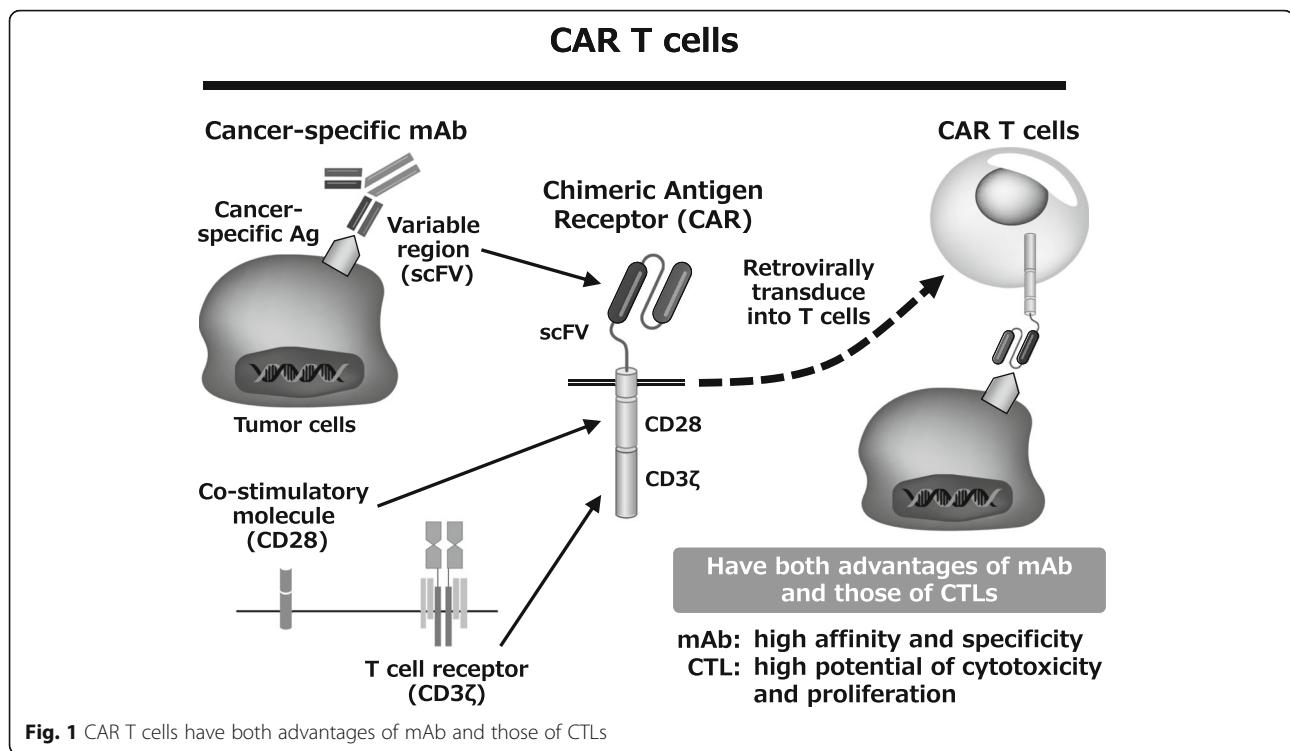 CAR T cells
Cancer-specific mAb
Cancer-
specific Ag
Variable
region
(scFV)
Tumor cells
Chimeric Antigen
Receptor (CAR)
scFV
CD28
CD3ζ
Co-stimulatory
molecule
(CD28)
T cell receptor
(CD3ζ)
Retrovirally
transduce
into T cells
CAR T cells
Have both advantages of mAb
and those of CTLs
mAb: high affinity and specificity
CTL: high potential of cytotoxicity
and proliferation
Fig. 1 CAR T cells have both advantages of mAb and those of CTLs